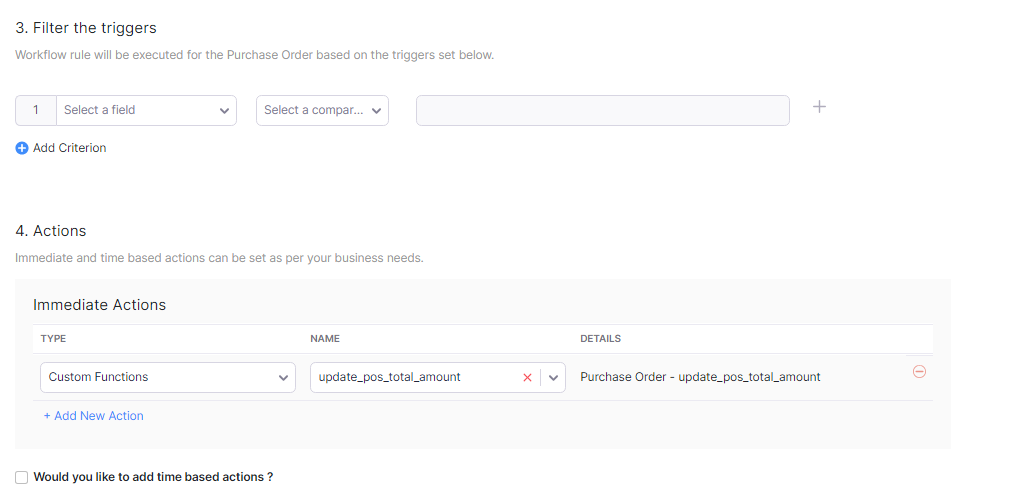 3. Filter the triggers
Workflow rule will be executed for the Purchase Order based on the triggers set below.
1 Select a field Select a compar...
Add Criterion
4. Actions
Immediate and time based actions can be set as per your business needs.
Immediate Actions
TYPE NAME DETAILS
Custom Functions update_pos_total_amount Purchase Order - update_pos_total_amount
+ Add New Action
Would you like to add time based actions ?